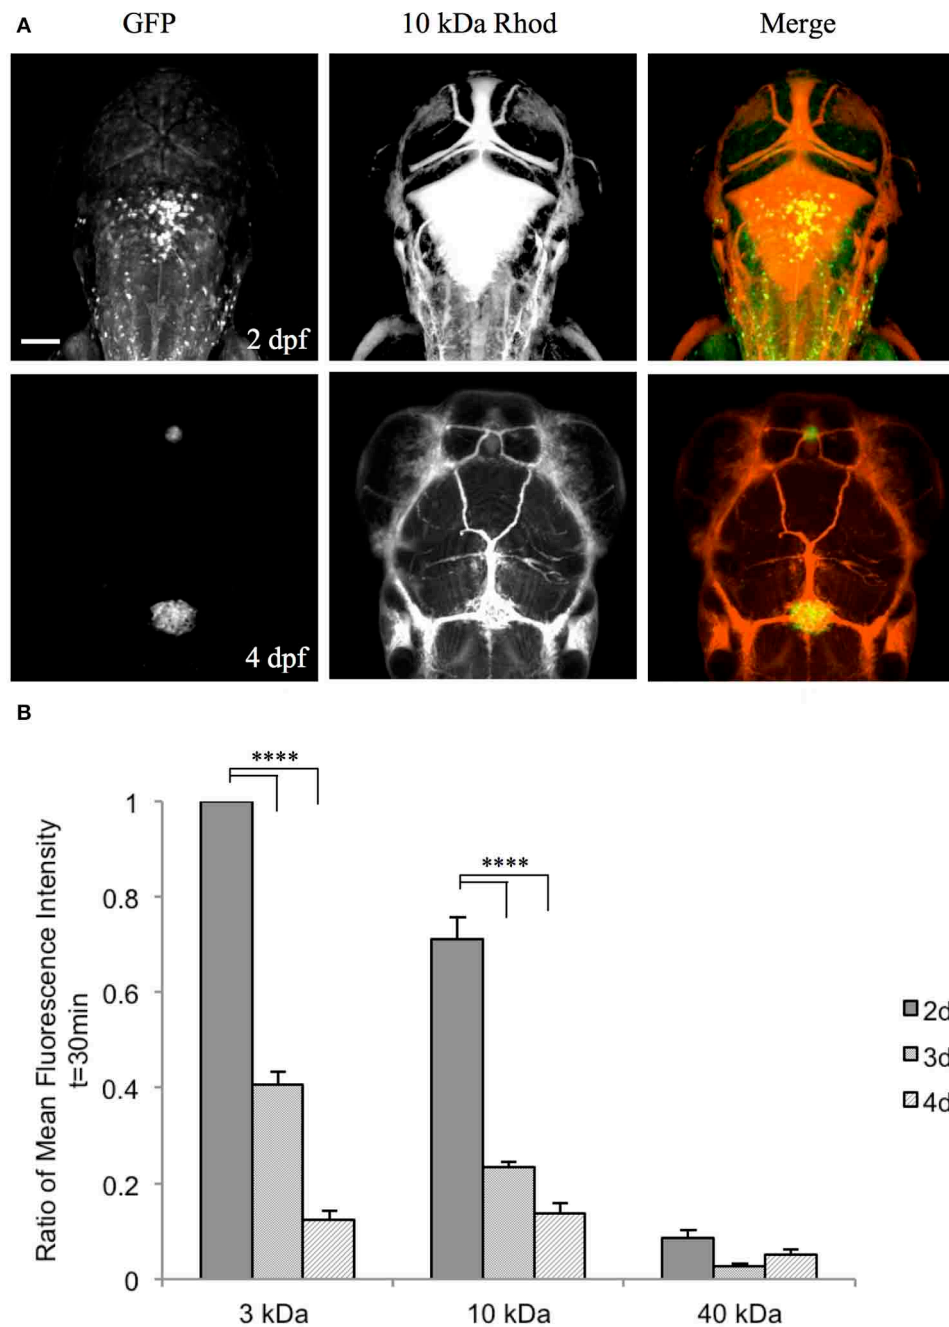 A
GFP
10 kDa Rhod
Merge
2 dpf
4 dpf
B
Ratio of Mean Fluorescence Intensity
t=30min
1
0.8
0.6
0.4
0.2
0
****
****
2d
3d
4d
3 kDa
10 kDa
40 kDa